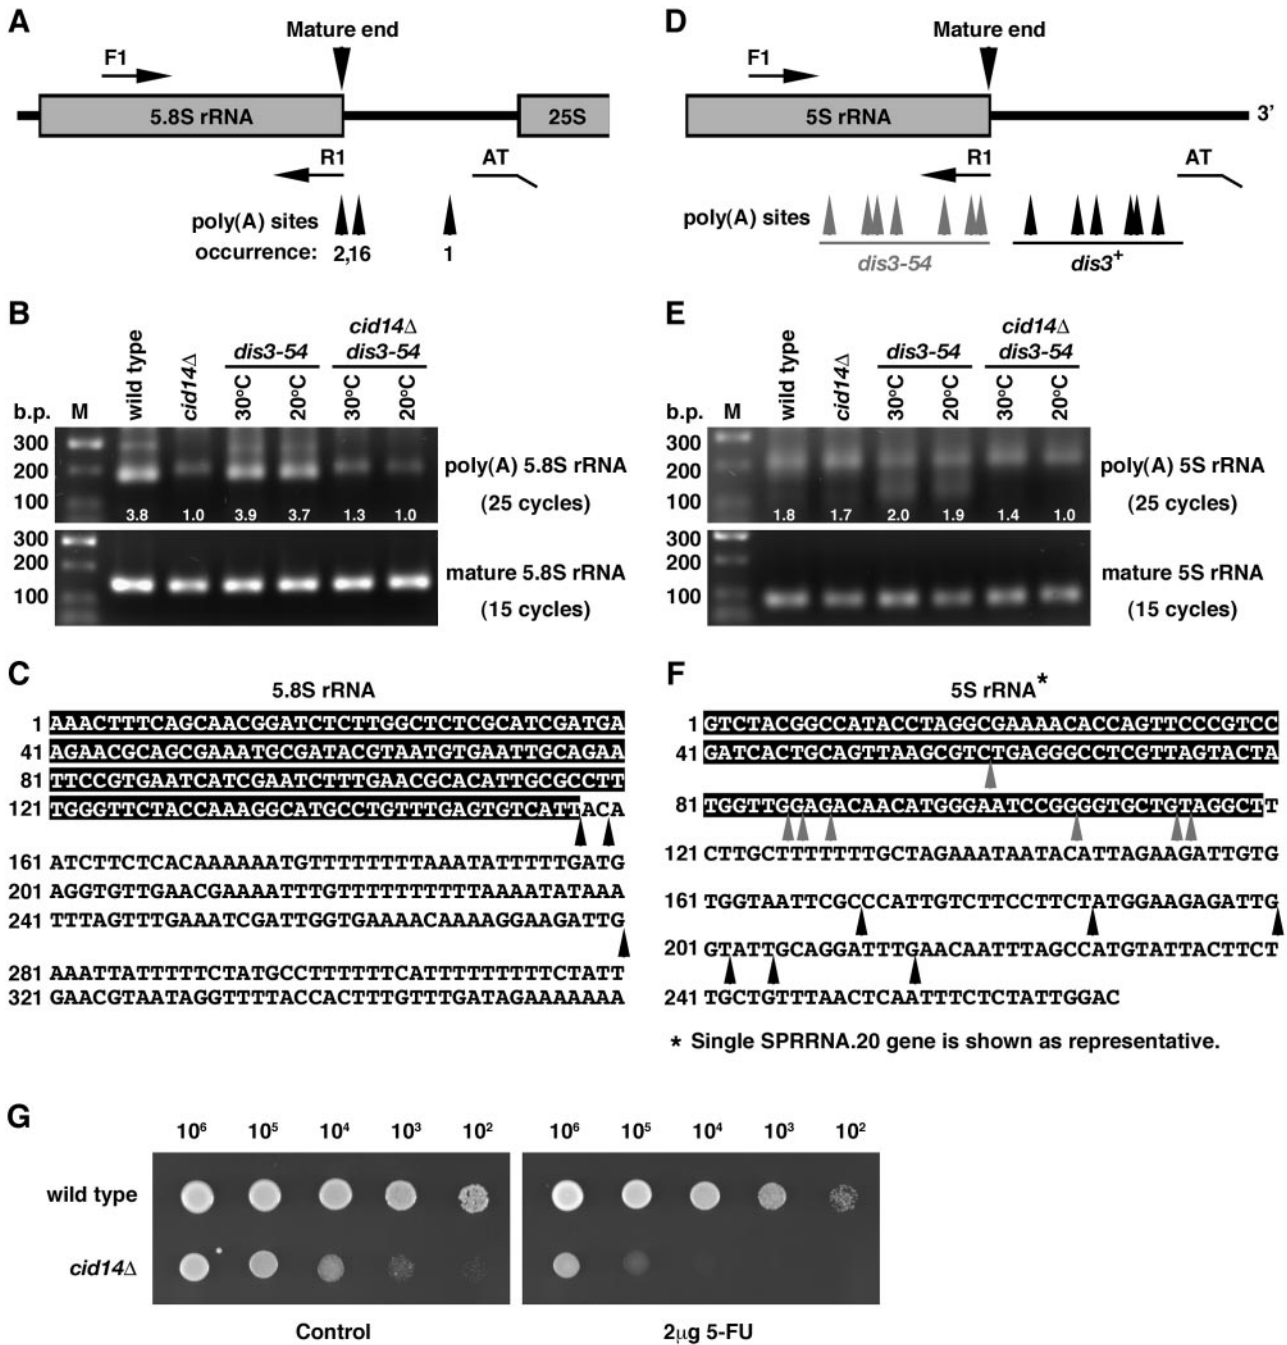 A
Mature end
F1
5.8S rRNA
25S
R1
AT
poly(A) sites
occurrence: 2,16 1
B
wild type
cid14Δ
dis3-54
cid14Δ
dis3-54
30°C
20°C
30°C
20°C
b.p. M
300
200
100
poly(A) 5.8S rRNA
(25 cycles)
3.8 1.0 3.9 3.7 1.3 1.0
300
200
100
mature 5.8S rRNA
(15 cycles)
C
5.8S rRNA
1 AAACTTTCAGCAACGGATCTCTTGGCTCTCGCATCGATGA
41 AGAACGCAGCGAAATGCGATACGTAATGTGAATTGCAGAA
81 TTCCGTGAATCATCGAATCTTTGAACGCACATTGCGCCTT
121 TGGGTTCTACCAAAGGCATGCCTGTTTGAGTGTCATTACA
161 ATCTTCTCACAAAAAATGTTTTTTTTTAAATATTTTTGATG
201 AGGTGTTGAACGAAAATTTGTTTTTTTTTTTAAAATATAAA
241 TTTAGTTTGAAATCGATTGGTGAAAACAAAAGGAAGATTG
281 AAATTATTTTTCTATGCCTTTTTTTCATTTTTTTTTTCTATT
321 GAACGTAATAGGTTTTTACCACTTTGTTTGATAGAAAAAAA
D
Mature end
F1
5S rRNA
3'
R1
AT
poly(A) sites
dis3-54
dis3+
E
wild type
cid14Δ
dis3-54
cid14Δ
dis3-54
30°C
20°C
30°C
20°C
b.p. M
300
200
100
poly(A) 5S rRNA
(25 cycles)
1.8 1.7 2.0 1.9 1.4 1.0
300
200
100
mature 5S rRNA
(15 cycles)
F
5S rRNA*
1 GTCTACGGCCATACCTAGGCGAAAACACCAGTTCCCGTCC
41 GATCACTGCAGTTAAGCGTCTGAGGGCCTCGTTAGTACTA
81 TGGTTGGAGACAACATGGGAATCCGGGGTGCTGTAGGCTT
121 CTTGCTTTTTTTGCTAGAAATAATACATTAGAAGATTGTG
161 TGGTAATTCGCCCATTGTCTTCCTTCTATGGAAGAGATTG
201 GTATTGCAGGATTTGAACAATTTAGCCATGTATTACTTCT
241 TGCTGTTTAACTCAATTTCTCTATTGGAC
* Single SPRRNA.20 gene is shown as representative.
G
10⁶ 10⁵ 10⁴ 10³ 10²
10⁶ 10⁵ 10⁴ 10³ 10²
wild type
cid14Δ
Control
2μg 5-FU